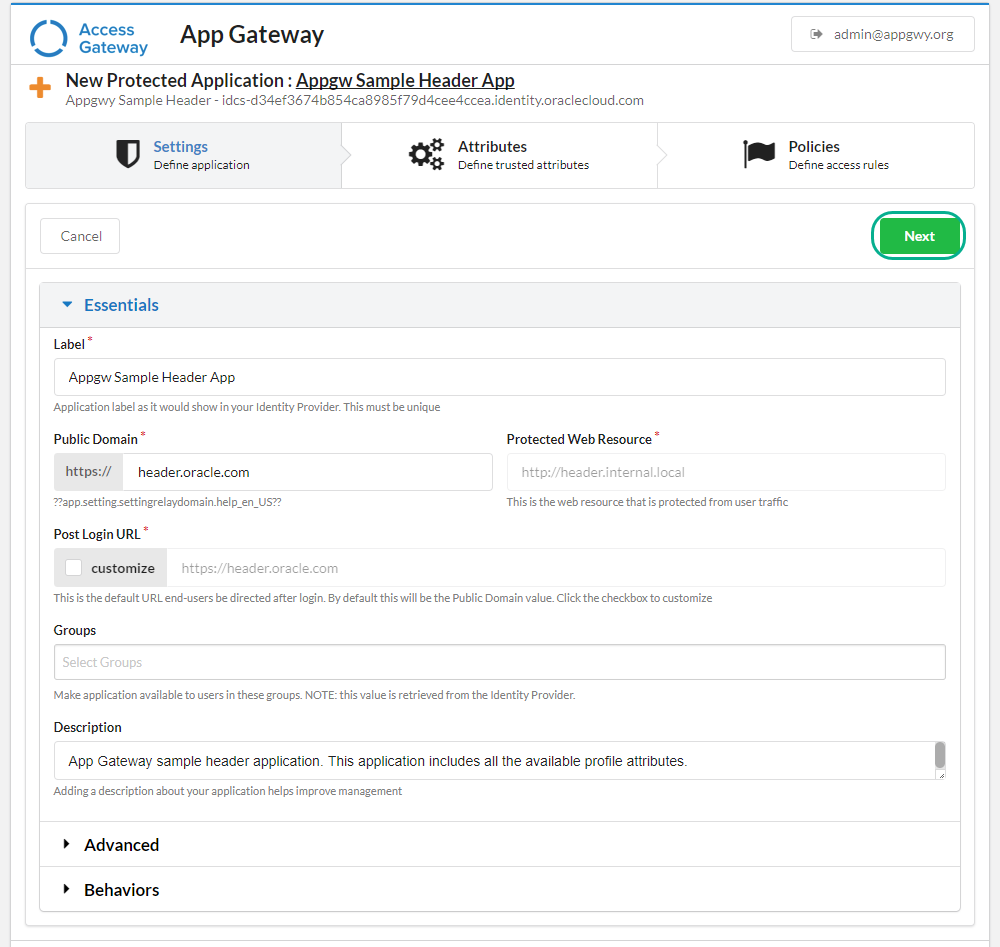 Access
Gateway
App Gateway
admin@appgwy.org
New Protected Application : Appgw Sample Header App
Appgwy Sample Header - idcs-d34ef3674b854ca8985f79d4cee4ccea.identity.oraclecloud.com
Settings
Define application
Attributes
Define trusted attributes
Policies
Define access rules
Cancel
Next
Essentials
Label *
Appgw Sample Header App
Application label as it would show in your Identity Provider. This must be unique
Public Domain *
Protected Web Resource *
https:// header.oracle.com
http://header.internal.local
??app.setting.settingrelaydomain.help_en_US??
This is the web resource that is protected from user traffic
Post Login URL *
customize https://header.oracle.com
This is the default URL end-users be directed after login. By default this will be the Public Domain value. Click the checkbox to customize
Groups
Select Groups
Make application available to users in these groups. NOTE: this value is retrieved from the Identity Provider.
Description
App Gateway sample header application. This application includes all the available profile attributes.
Adding a description about your application helps improve management
Advanced
Behaviors